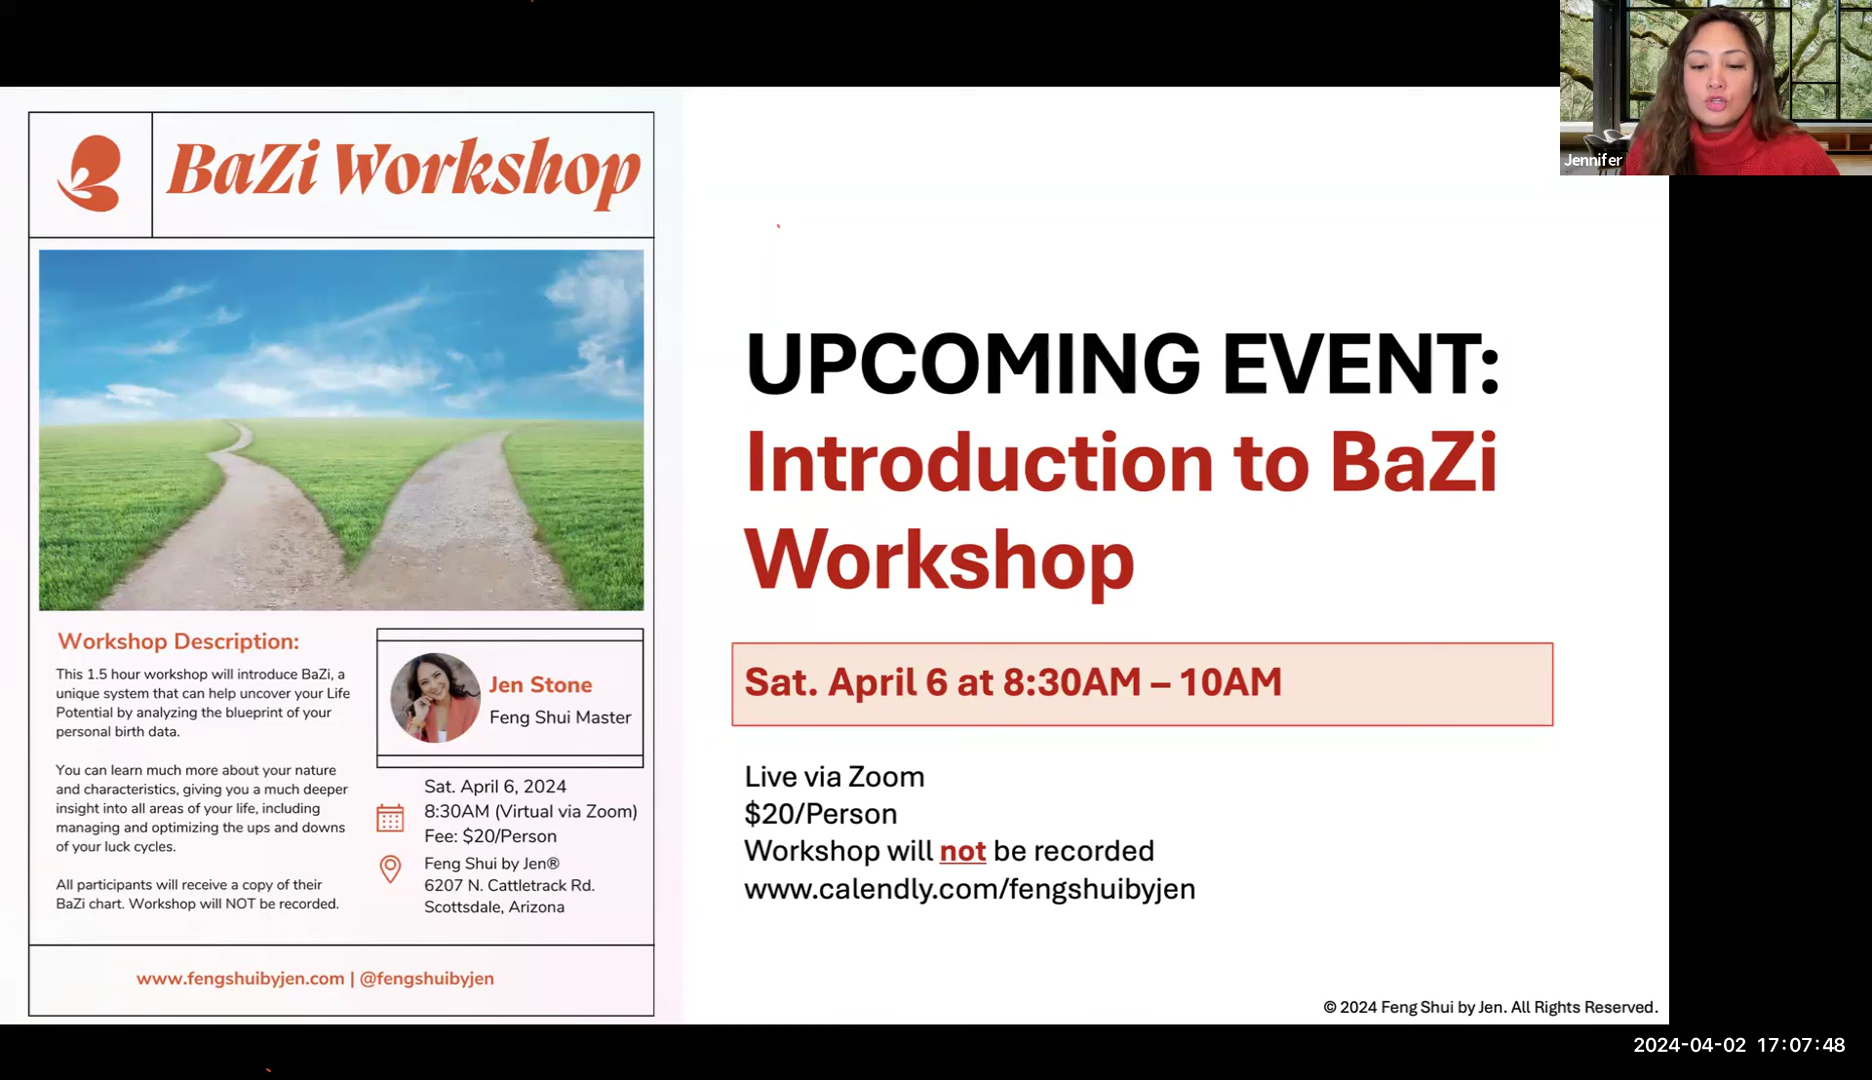 Jennifer
BaZi Workshop
Workshop Description:
This 1.5 hour workshop will introduce BaZi, a
unique system that can help uncover your Life
Potential by analyzing the blueprint of your
personal birth data.
You can learn much more about your nature
and characteristics, giving you a much deeper
insight into all areas of your life, including
managing and optimizing the ups and downs
of your luck cycles.
All participants will receive a copy of their
BaZi chart. Workshop will NOT be recorded.
Jen Stone
Feng Shui Master
Sat. April 6, 2024
8:30AM (Virtual via Zoom)
Fee: $20/Person
Feng Shui by Jen®
6207 N. Cattletrack Rd.
Scottsdale, Arizona
www.fengshuibyjen.com | @fengshuibyjen
UPCOMING EVENT:
Introduction to BaZi
Workshop
Sat. April 6 at 8:30AM – 10AM
Live via Zoom
$20/Person
Workshop will not be recorded
www.calendly.com/fengshuibyjen
© 2024 Feng Shui by Jen. All Rights Reserved.
2024-04-02 17:07:48